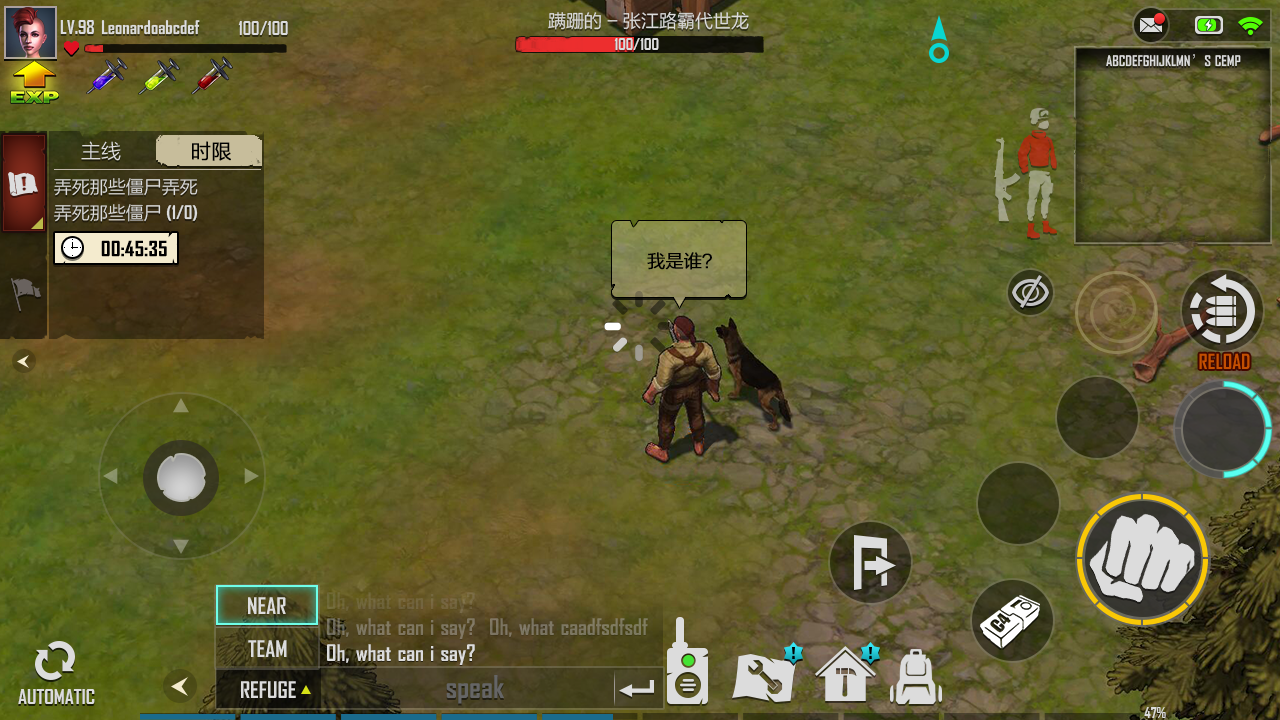 LV.98 Leonardoabcdef 100/100
EXP
蹒跚的 – 张江路霸代世龙
100/100
ABCDEFGHIJKLMN' S CEMP
主线 时限
弄死那些僵尸弄死
弄死那些僵尸 (1/0)
00:45:35
我是谁?
RELOAD
C4
NEAR
TEAM
REFUGE
Oh, what can i say?
Oh, what can i say? Oh, what caadfsdfsdf
Oh, what can i say?
speak
AUTOMATIC
47%